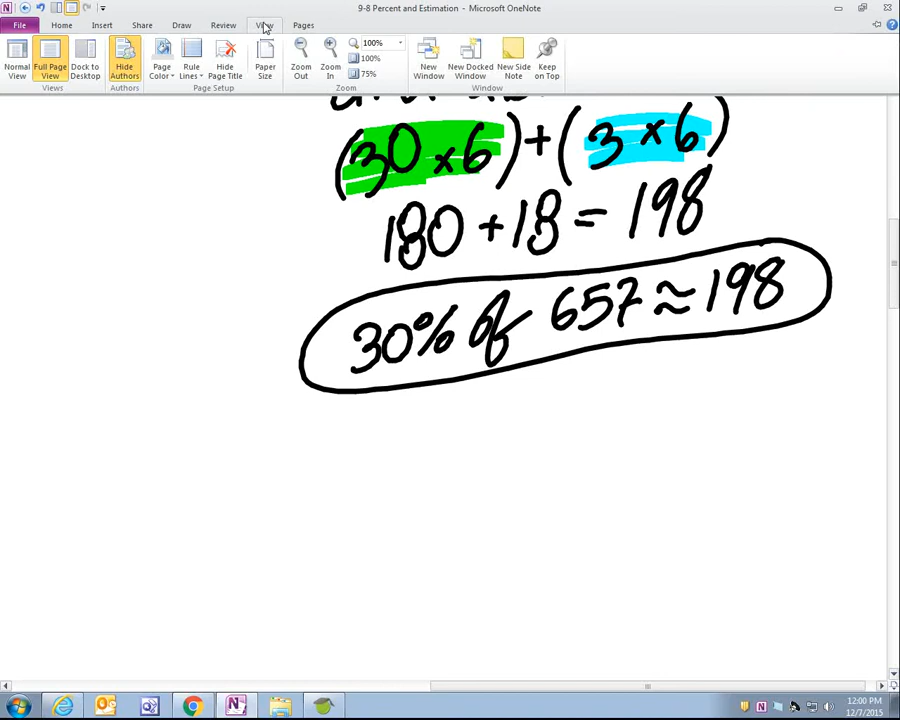 9-8 Percent and Estimation - Microsoft OneNote
File Home Insert Share Draw Review View Pages
Normal View
Full Page View
Dock to Desktop
Views
Hide Authors
Authors
Page Color
Rule Lines
Hide Page Title
Paper Size
Page Setup
Zoom Out
Zoom In
100%
100%
75%
Zoom
New Window
New Docked Window
New Side Note
Keep on Top
Window
(30 × 6) + (3 × 6)
180 + 18 = 198
30% of 657 ≈ 198
12:00 PM
12/7/2015